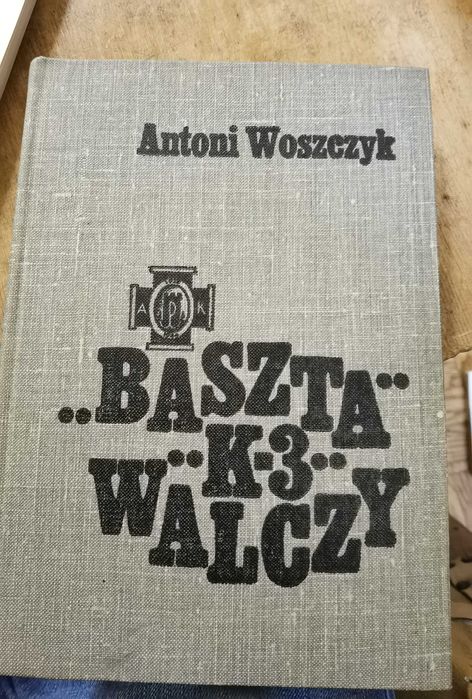 Antoni Woszczyk
A P K
„BASZTA”
„K-3”
WALCZY